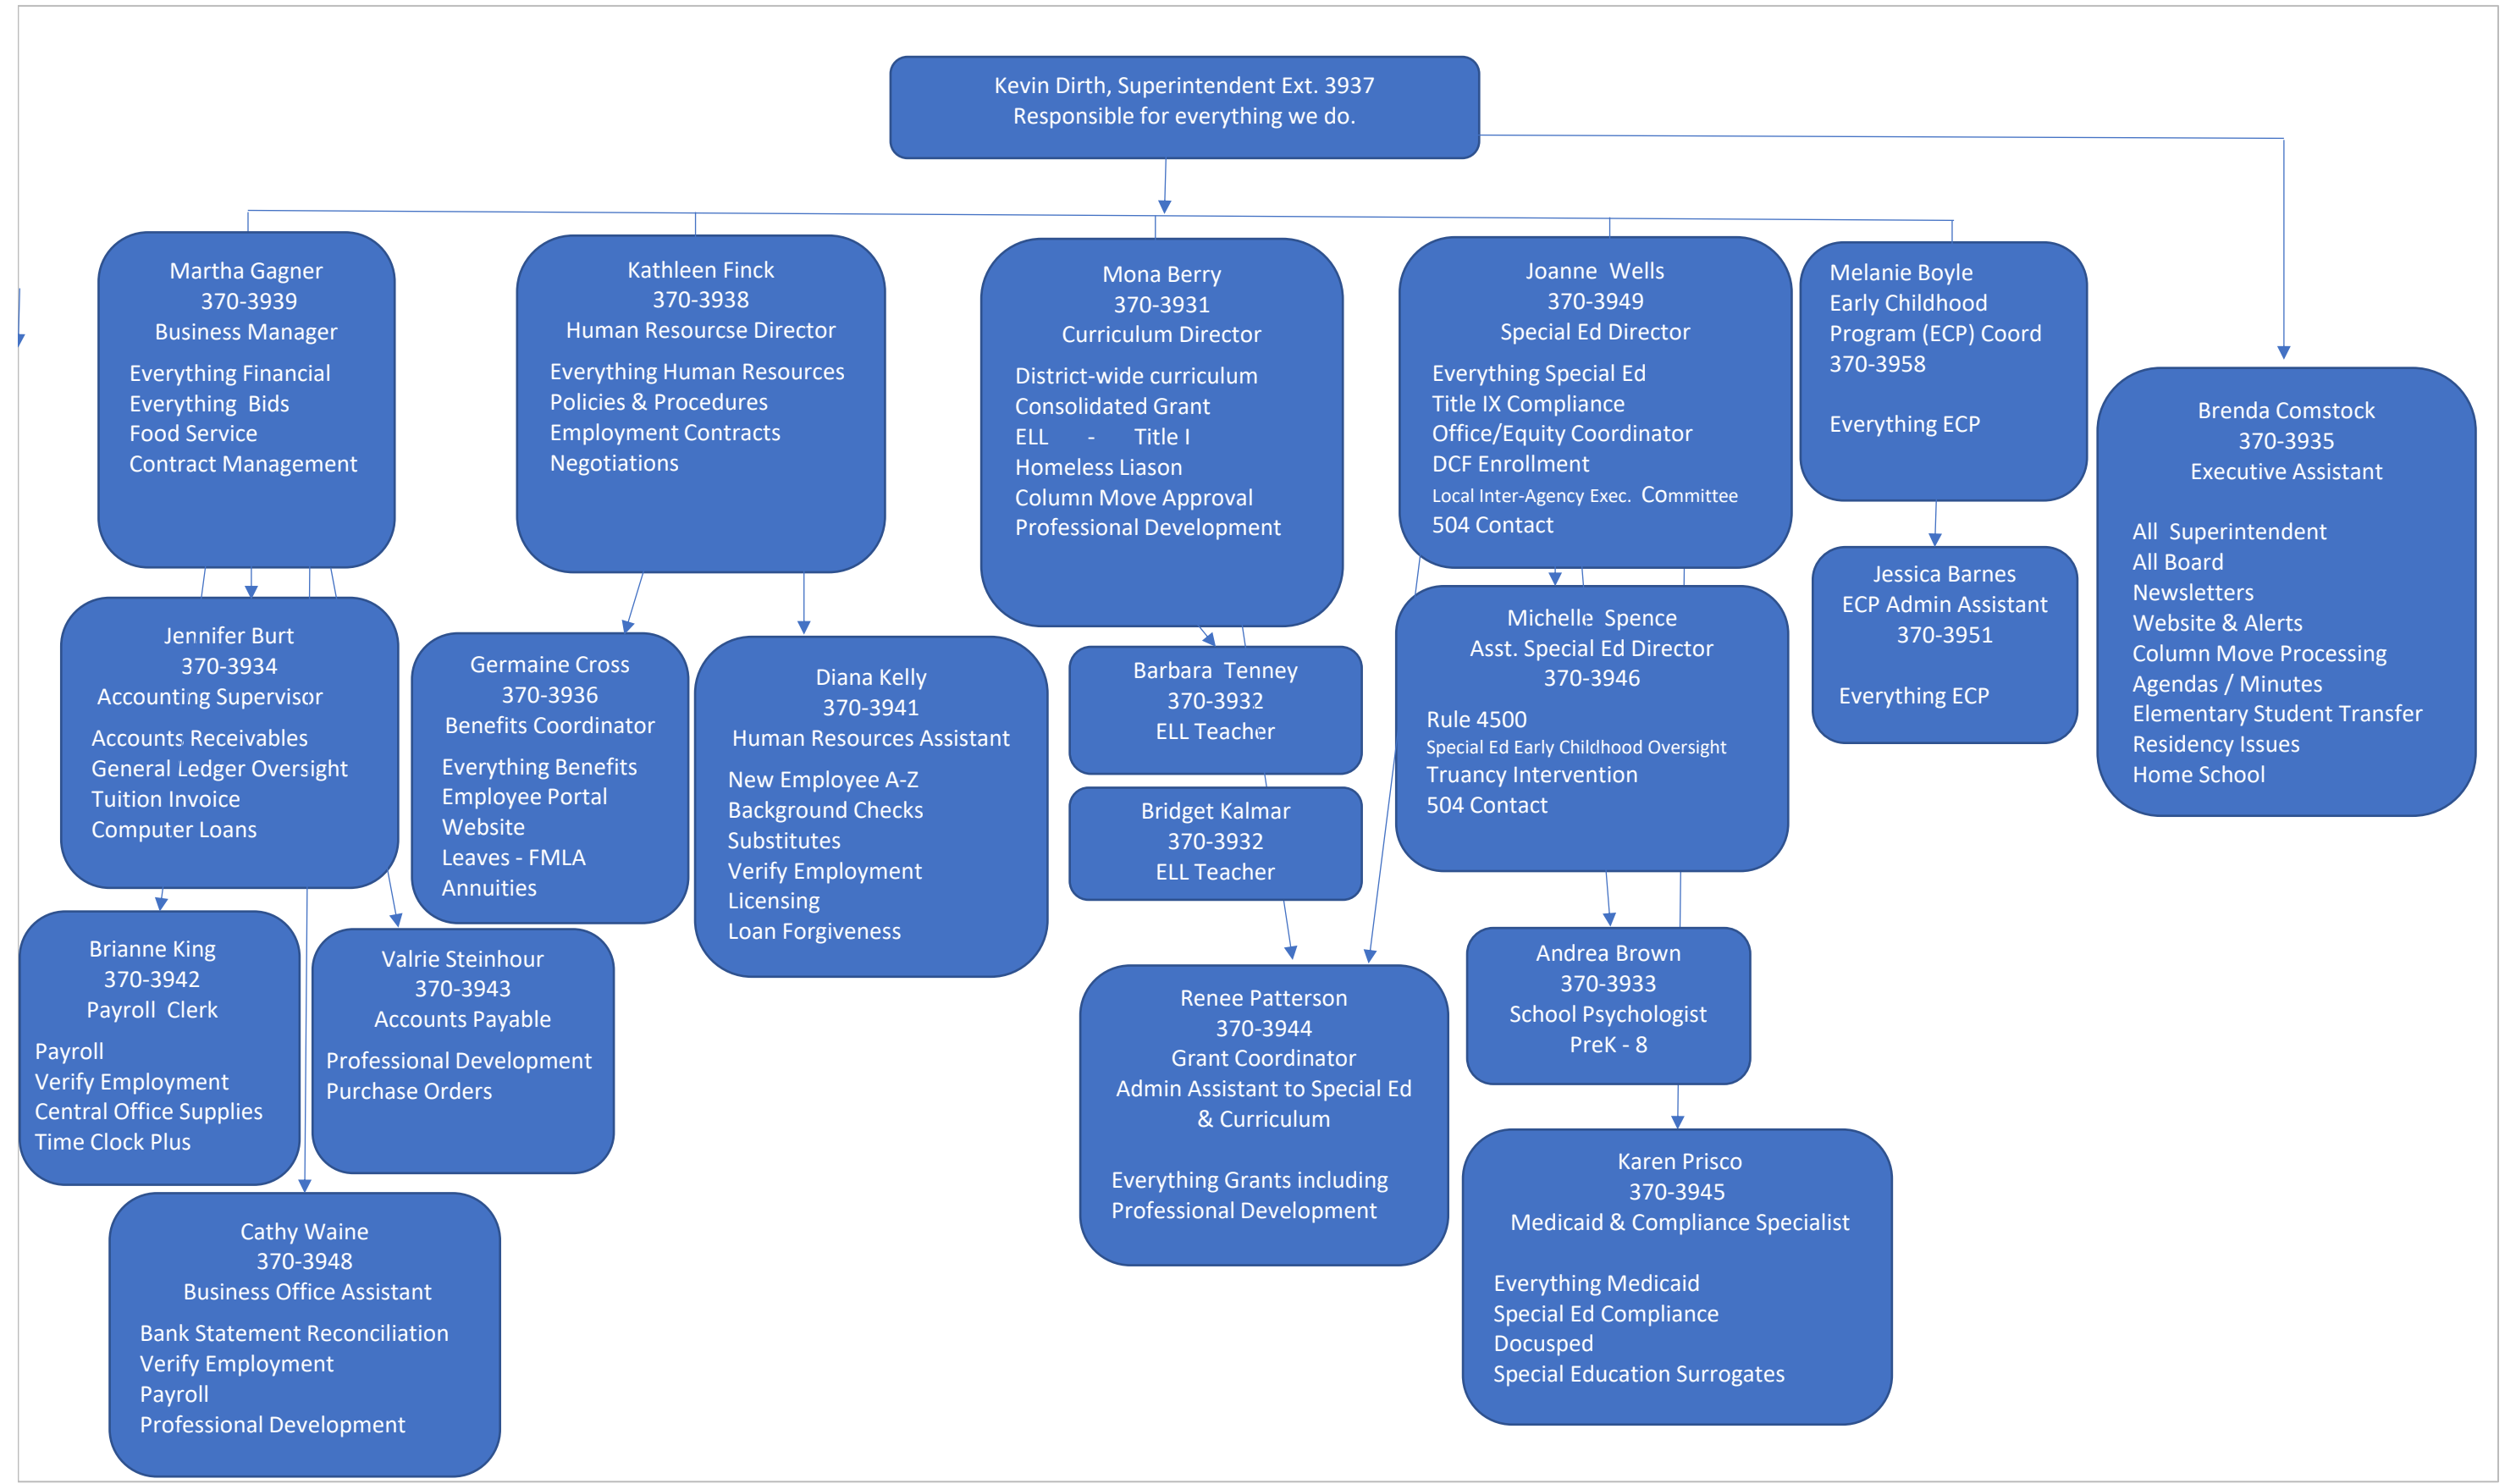 Kevin Dirth, Superintendent Ext. 3937
Responsible for everything we do.
Martha Gagner
370-3939
Business Manager
Everything Financial
Everything  Bids
Food Service
Contract Management
Kathleen Finck
370-3938
Human Resourcse Director
Everything Human Resources
Policies & Procedures
Employment Contracts
Negotiations
Mona Berry
370-3931
Curriculum Director
District-wide curriculum
Consolidated Grant
ELL - Title I
Homeless Liason
Column Move Approval
Professional Development
Joanne Wells
370-3949
Special Ed Director
Everything Special Ed
Title IX Compliance
Office/Equity Coordinator
DCF Enrollment
Local Inter-Agency Exec. Committee
504 Contact
Melanie Boyle
Early Childhood
Program (ECP) Coord
370-3958
Everything ECP
Brenda Comstock
370-3935
Executive Assistant
All Superintendent
All Board
Newsletters
Website & Alerts
Column Move Processing
Agendas / Minutes
Elementary Student Transfer
Residency Issues
Home School
Jennifer Burt
370-3934
Accounting Supervisor
Accounts Receivables
General Ledger Oversight
Tuition Invoice
Computer Loans
Germaine Cross
370-3936
Benefits Coordinator
Everything Benefits
Employee Portal
Website
Leaves - FMLA
Annuities
Diana Kelly
370-3941
Human Resources Assistant
New Employee A-Z
Background Checks
Substitutes
Verify Employment
Licensing
Loan Forgiveness
Barbara Tenney
370-3932
ELL Teacher
Bridget Kalmar
370-3932
ELL Teacher
Michelle Spence
Asst. Special Ed Director
370-3946
Rule 4500
Special Ed Early Childhood Oversight
Truancy Intervention
504 Contact
Jessica Barnes
ECP Admin Assistant
370-3951
Everything ECP
Brianne King
370-3942
Payroll Clerk
Payroll
Verify Employment
Central Office Supplies
Time Clock Plus
Valrie Steinhour
370-3943
Accounts Payable
Professional Development
Purchase Orders
Renee Patterson
370-3944
Grant Coordinator
Admin Assistant to Special Ed
& Curriculum
Everything Grants including
Professional Development
Andrea Brown
370-3933
School Psychologist
PreK - 8
Karen Prisco
370-3945
Medicaid & Compliance Specialist
Everything Medicaid
Special Ed Compliance
Docusped
Special Education Surrogates
Cathy Waine
370-3948
Business Office Assistant
Bank Statement Reconciliation
Verify Employment
Payroll
Professional Development